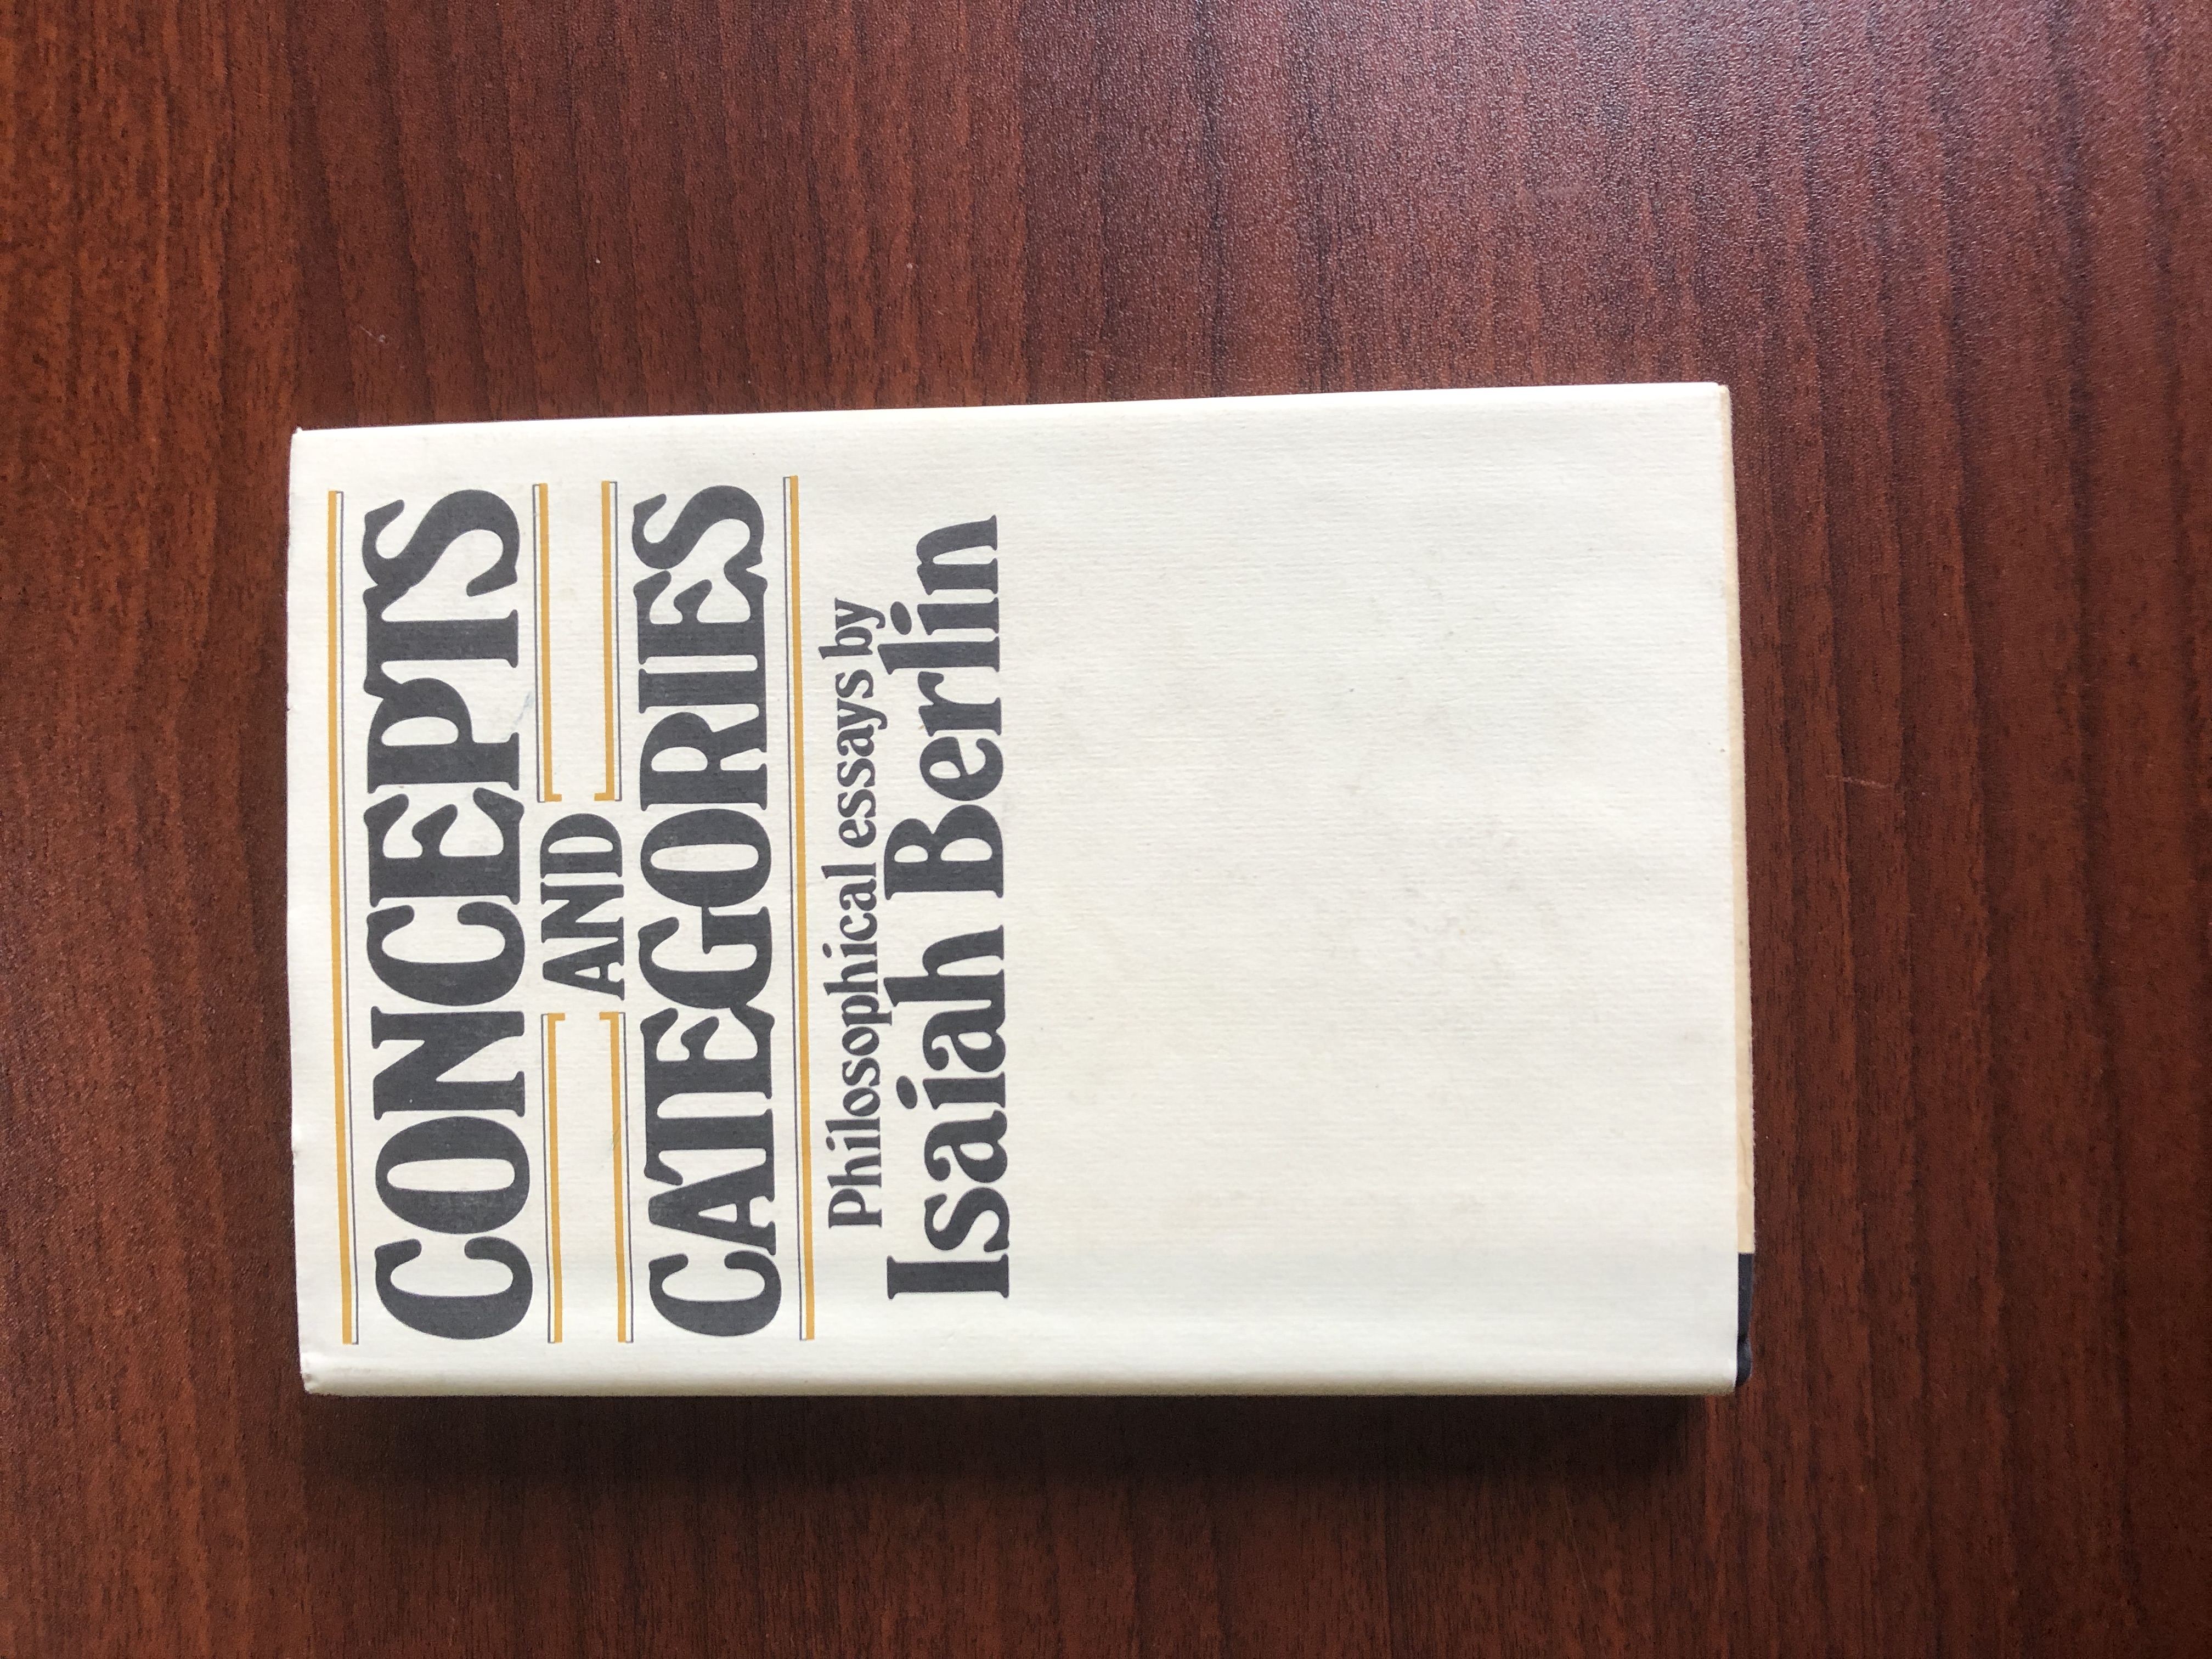 CONCEPTS
AND
CATEGORIES
Philosophical essays by
Isaiah Berlin